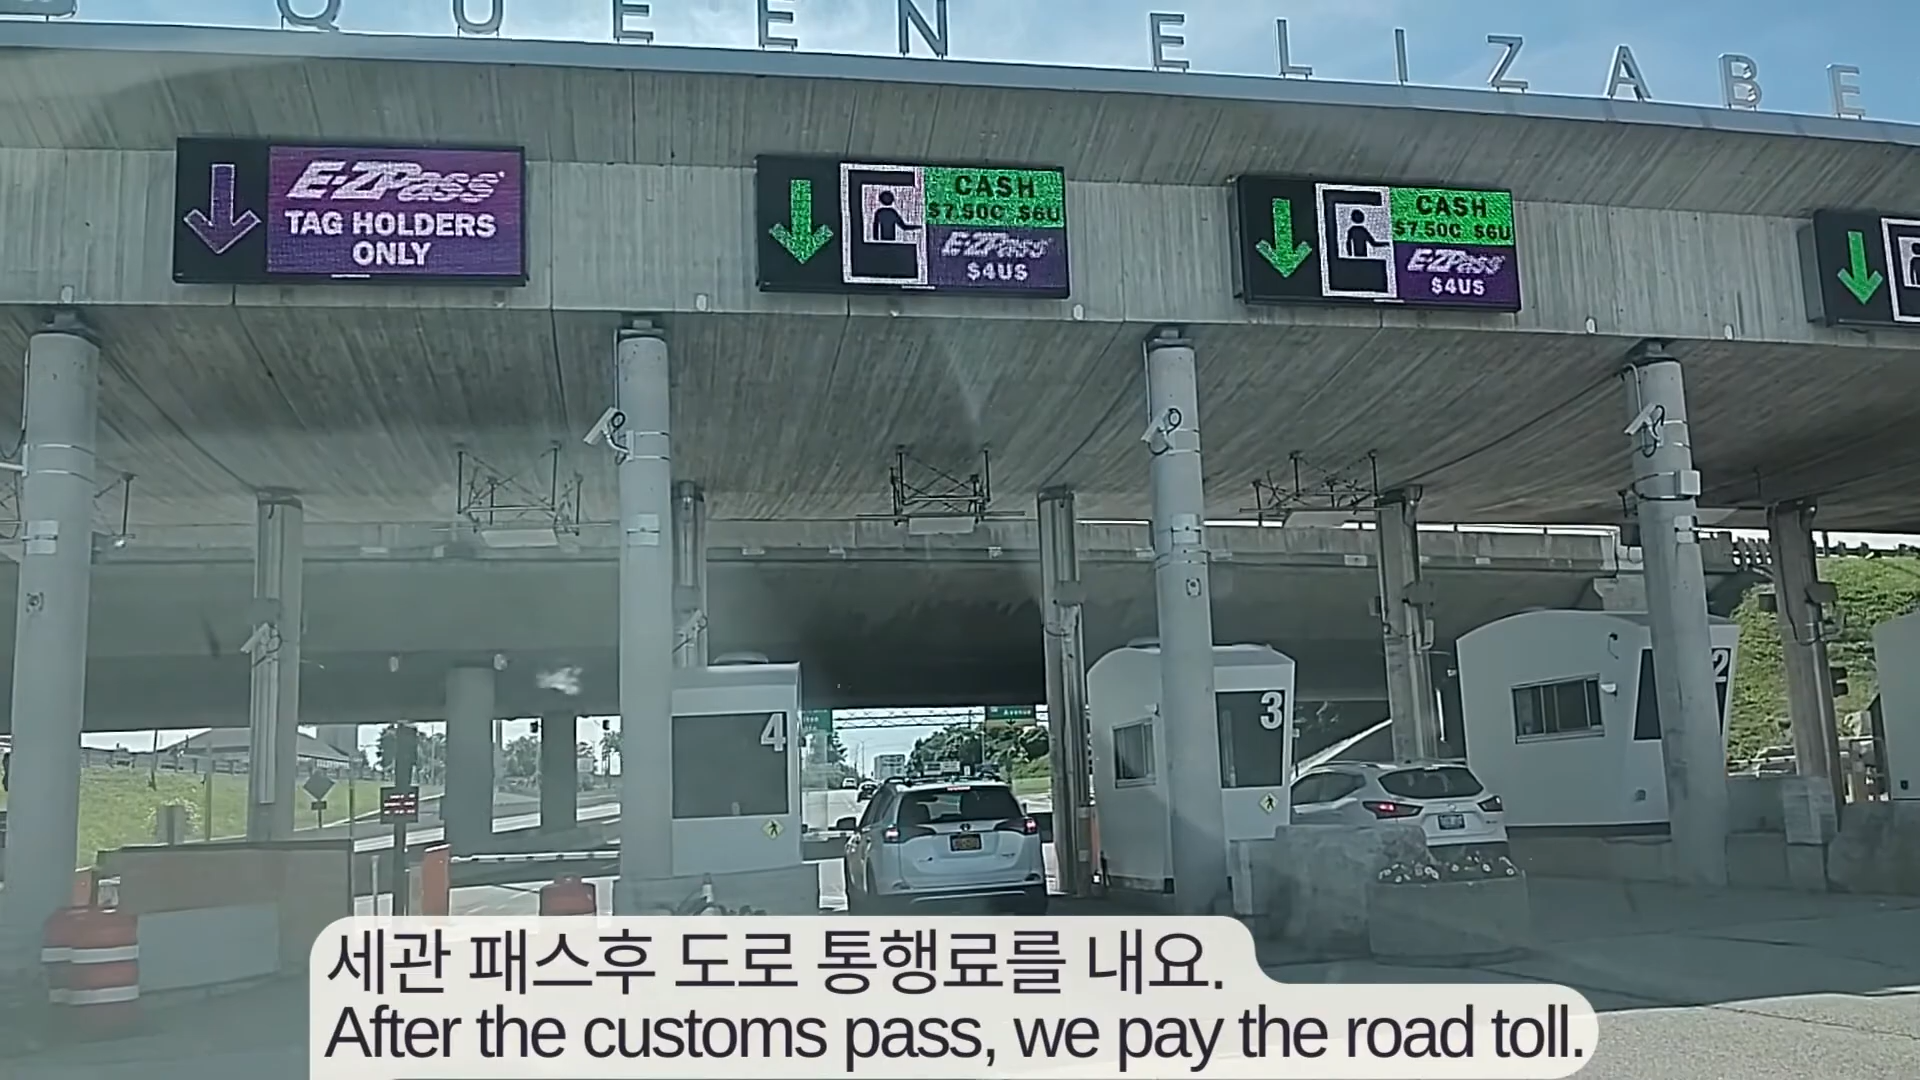 QUEEN ELIZABE
E-ZPass
TAG HOLDERS
ONLY
CASH
$7.50C $6U
E-ZPass
$4US
CASH
$7.50C $6U
E-ZPass
$4US
4
3
2
Avenue
세관 패스후 도로 통행료를 내요.
After the customs pass, we pay the road toll.